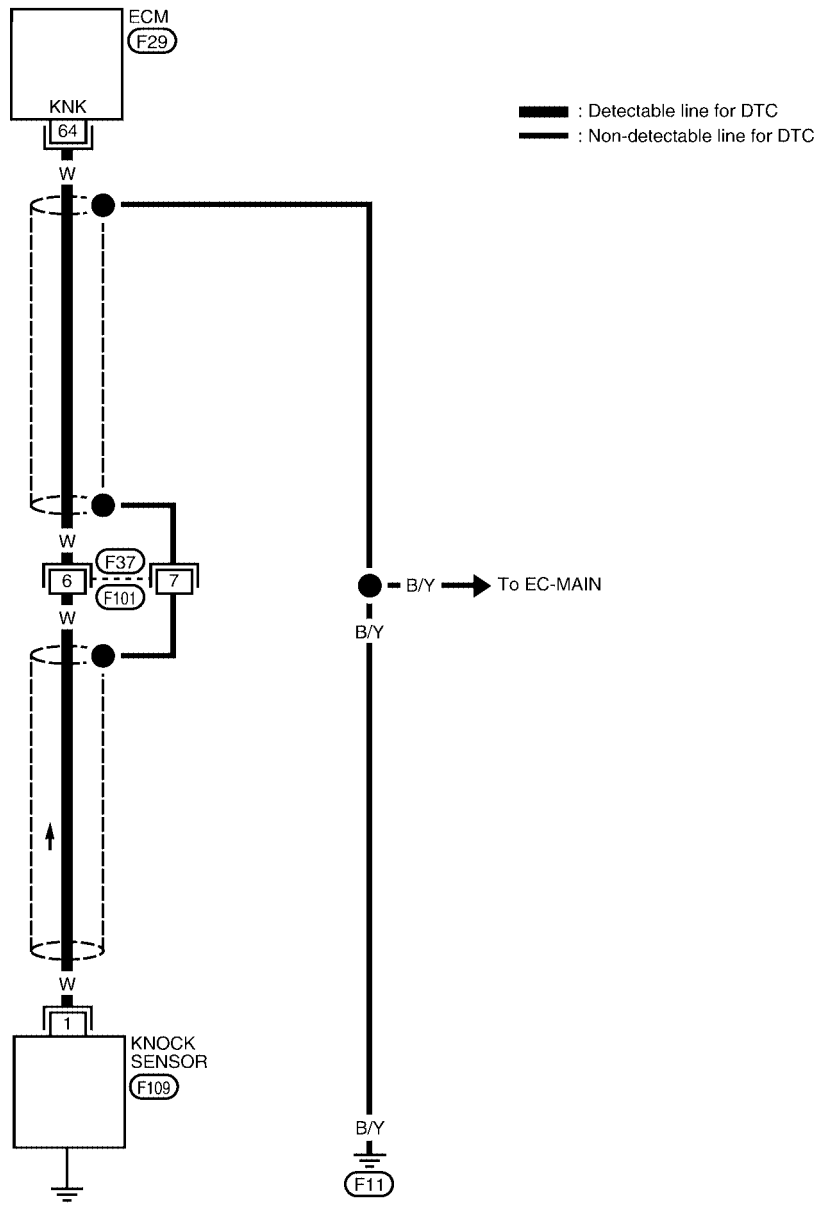 ECM
F29
KNK
64
W
: Detectable line for DTC
: Non-detectable line for DTC
W
F37
6
7
F101
W
B/Y
To EC-MAIN
B/Y
W
1
KNOCK
SENSOR
F109
B/Y
F11